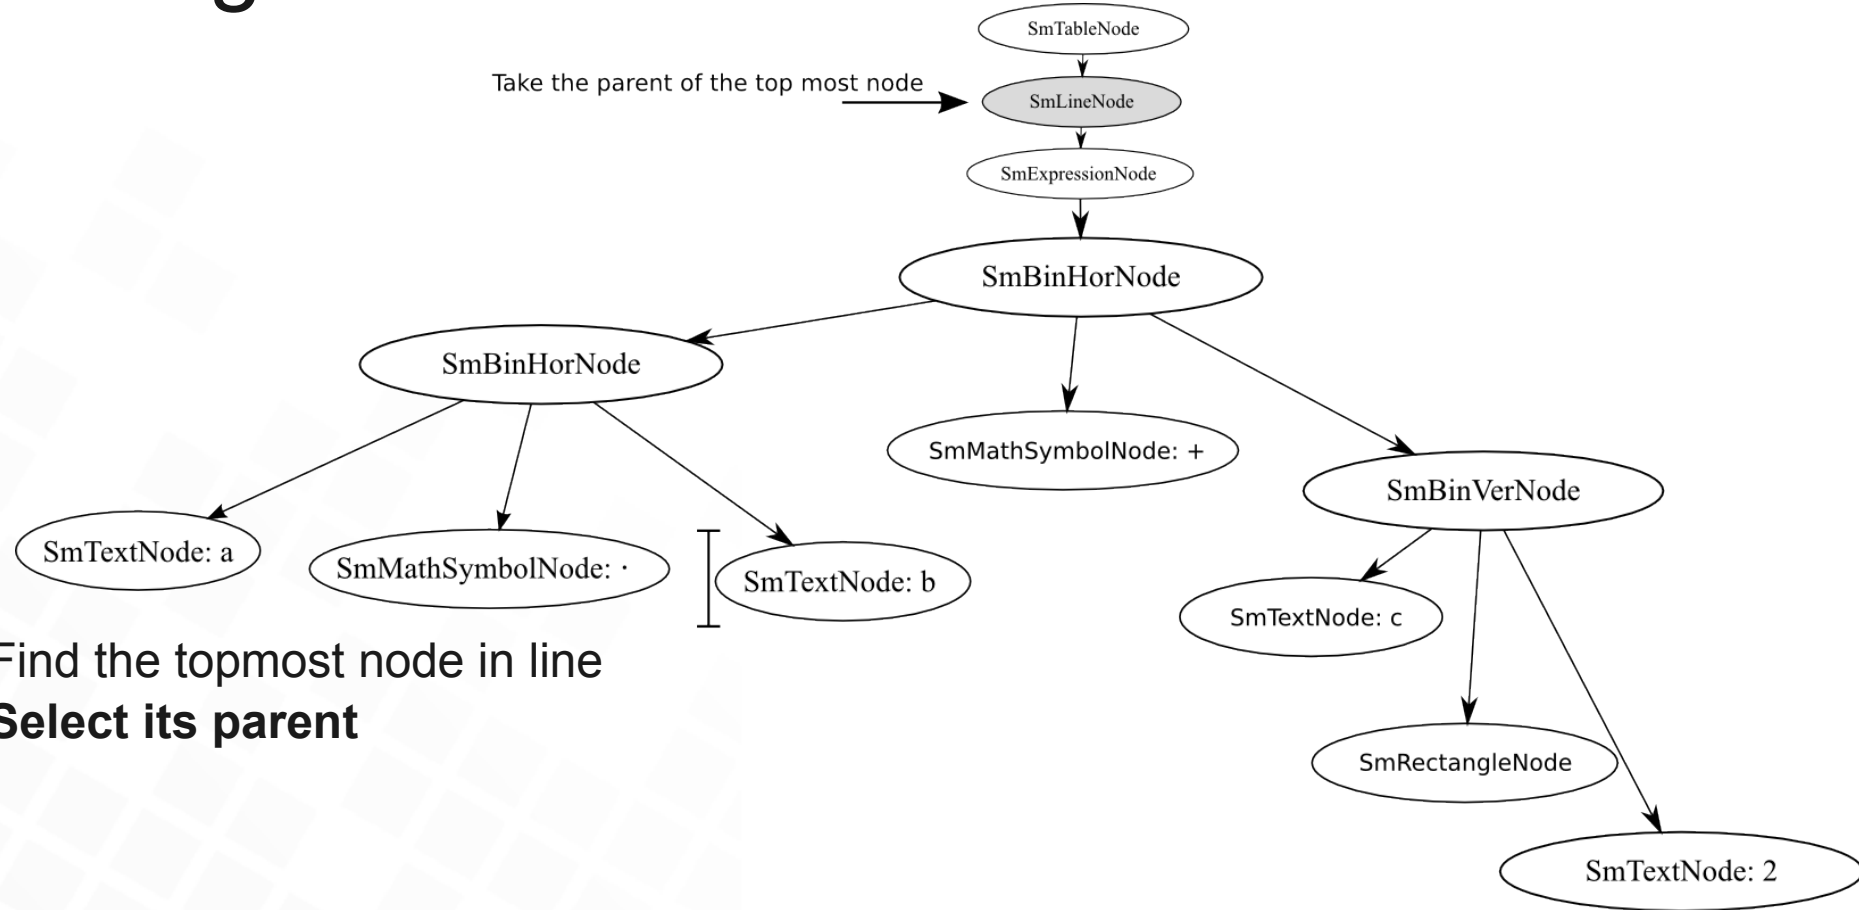 SmTableNode
Take the parent of the top most node
SmLineNode
SmExpressionNode
SmBinHorNode
SmBinHorNode
SmMathSymbolNode: +
SmBinVerNode
SmTextNode: a
SmMathSymbolNode: ·
SmTextNode: b
SmTextNode: c
Find the topmost node in line
Select its parent
SmRectangleNode
SmTextNode: 2